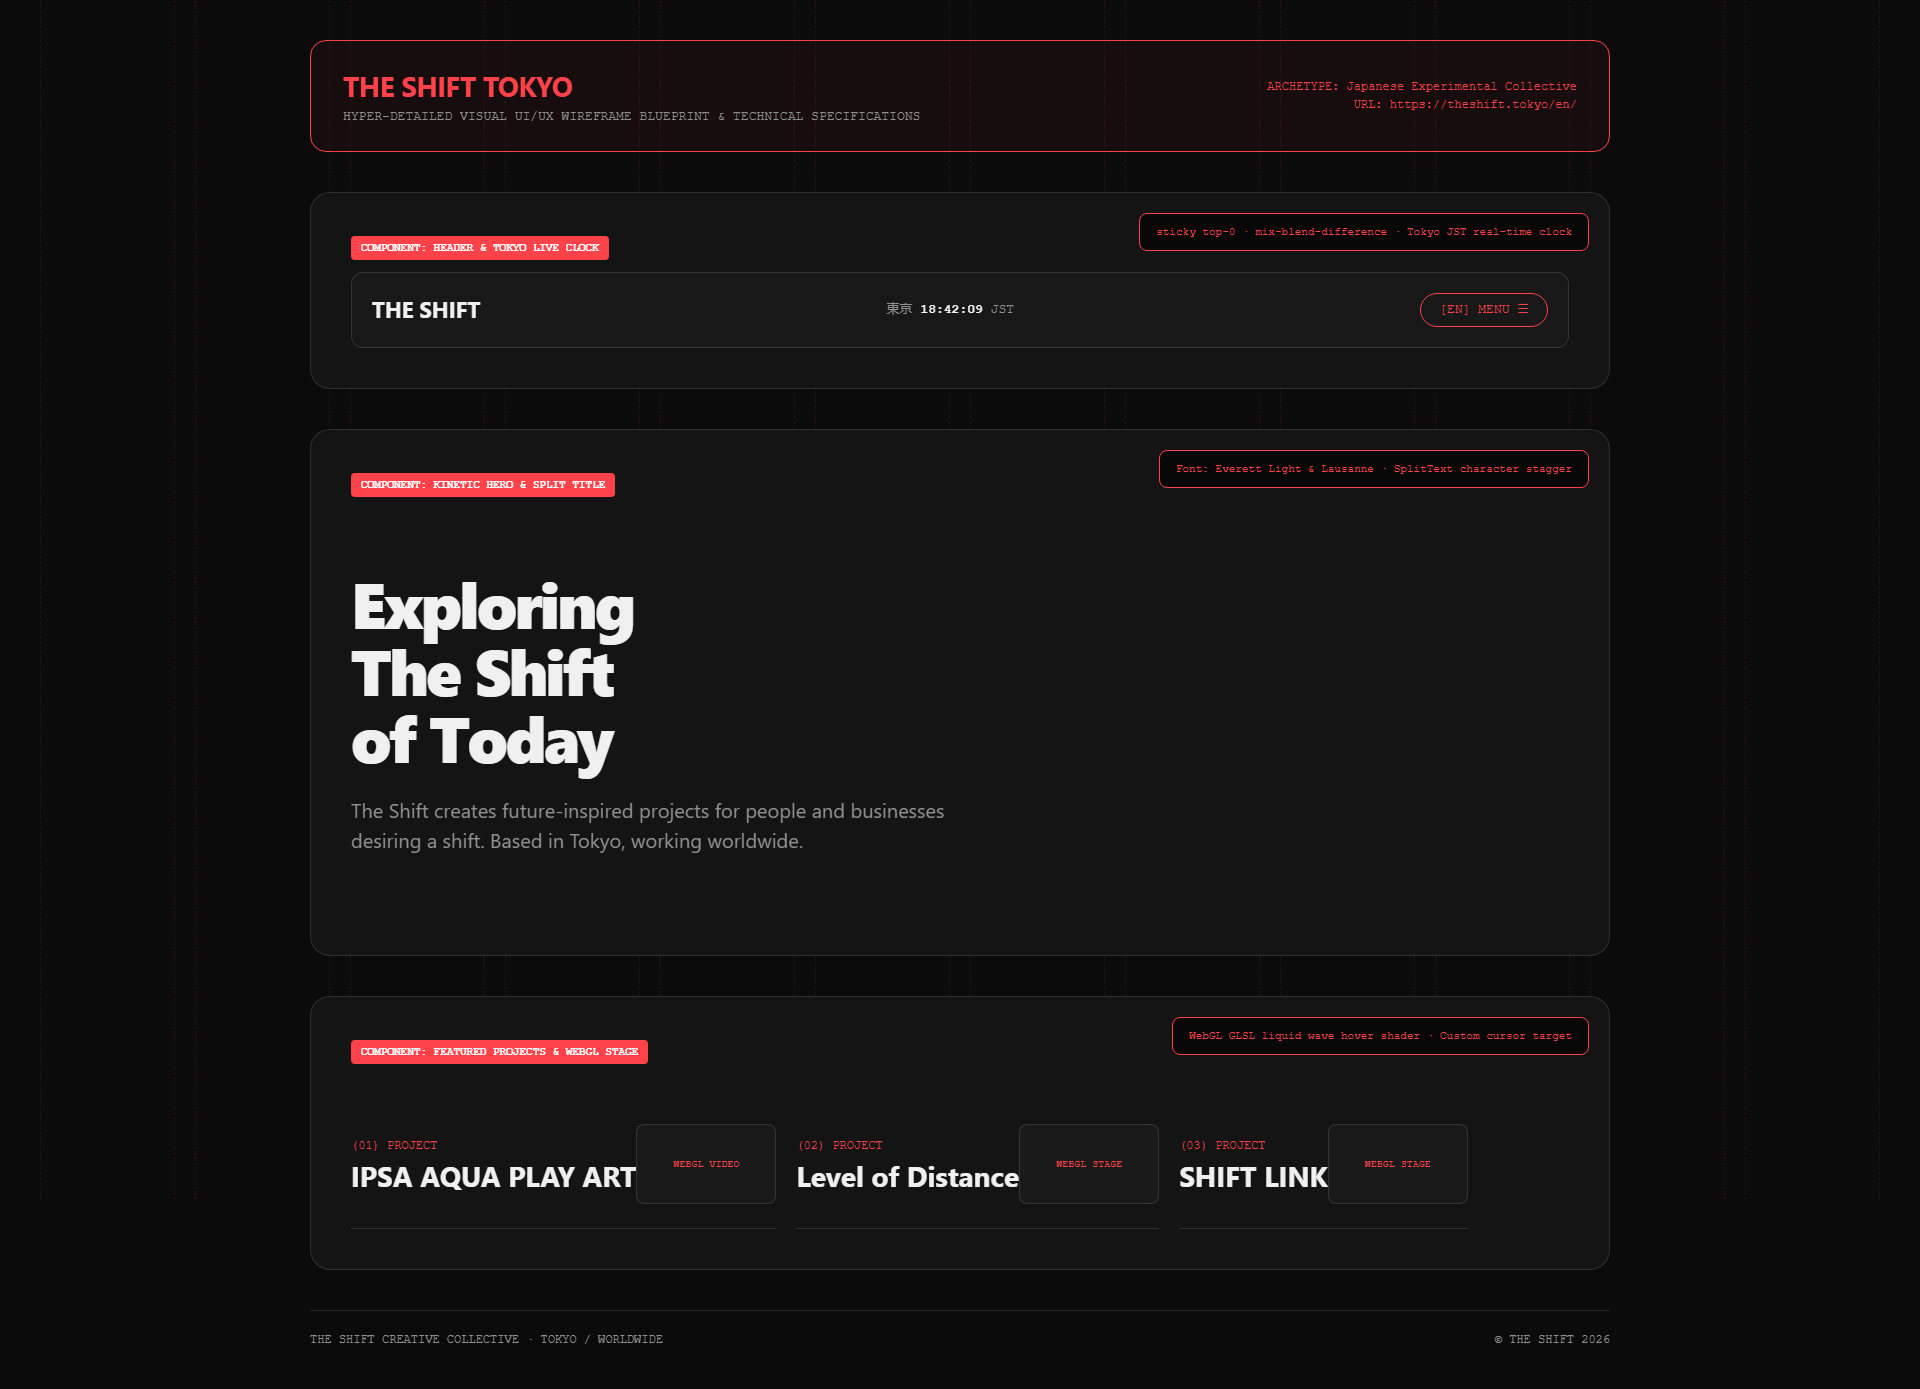 THE SHIFT TOKYO
HYPER-DETAILED VISUAL UI/UX WIREFRAME BLUEPRINT & TECHNICAL SPECIFICATIONS
ARCHETYPE: Japanese Experimental Collective
URL: https://theshift.tokyo/en/
COMPONENT: HEADER & TOKYO LIVE CLOCK
sticky top-0 · mix-blend-difference · Tokyo JST real-time clock
THE SHIFT
東京 18:42:09 JST
[EN] MENU ☰
COMPONENT: KINETIC HERO & SPLIT TITLE
Font: Everett Light & Lausanne · SplitText character stagger
Exploring
The Shift
of Today
The Shift creates future-inspired projects for people and businesses
desiring a shift. Based in Tokyo, working worldwide.
COMPONENT: FEATURED PROJECTS & WEBGL STAGE
WebGL GLSL liquid wave hover shader · Custom cursor target
(01) PROJECT
IPSA AQUA PLAY ART
WEBGL VIDEO
(02) PROJECT
Level of Distance
WEBGL STAGE
(03) PROJECT
SHIFT LINK
WEBGL STAGE
THE SHIFT CREATIVE COLLECTIVE · TOKYO / WORLDWIDE
© THE SHIFT 2026